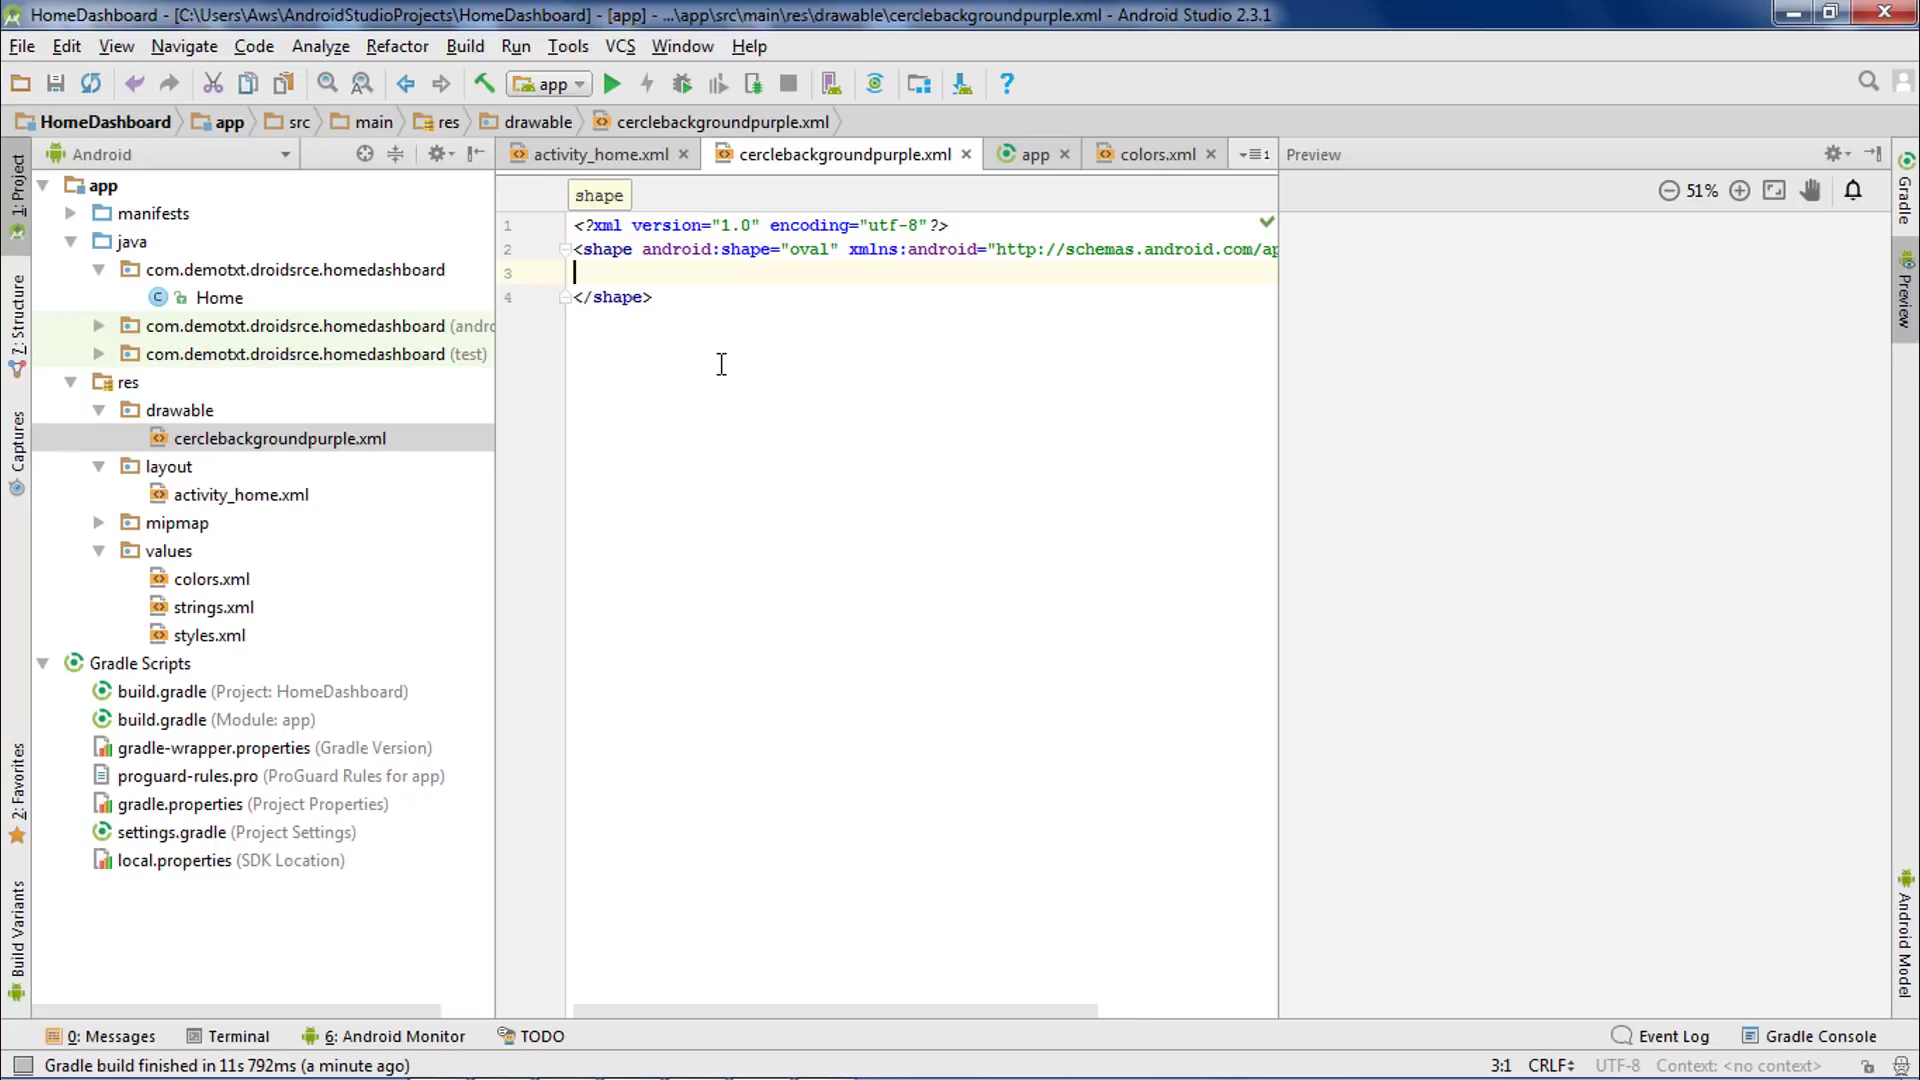 HomeDashboard - [C:\Users\Aws\AndroidStudioProjects\HomeDashboard] - [app] - ...\app\src\main\res\drawable\cerclebackgroundpurple.xml - Android Studio 2.3.1
File Edit View Navigate Code Analyze Refactor Build Run Tools VCS Window Help
app
HomeDashboard app src main res drawable cerclebackgroundpurple.xml
Android
activity_home.xml cerclebackgroundpurple.xml app colors.xml 1 Preview
51%
shape
1 <?xml version="1.0" encoding="utf-8"?>
2 <shape android:shape="oval" xmlns:android="http://schemas.android.com/ap
3
4 </shape>
app
manifests
java
com.demotxt.droidsrce.homedashboard
Home
com.demotxt.droidsrce.homedashboard (andro
com.demotxt.droidsrce.homedashboard (test)
res
drawable
cerclebackgroundpurple.xml
layout
activity_home.xml
mipmap
values
colors.xml
strings.xml
styles.xml
Gradle Scripts
build.gradle (Project: HomeDashboard)
build.gradle (Module: app)
gradle-wrapper.properties (Gradle Version)
proguard-rules.pro (ProGuard Rules for app)
gradle.properties (Project Properties)
settings.gradle (Project Settings)
local.properties (SDK Location)
1: Project
7: Structure
Captures
2: Favorites
Build Variants
Gradle
Preview
Android Model
0: Messages Terminal 6: Android Monitor TODO Event Log Gradle Console
Gradle build finished in 11s 792ms (a minute ago) 3:1 CRLF UTF-8 Context: <no context>